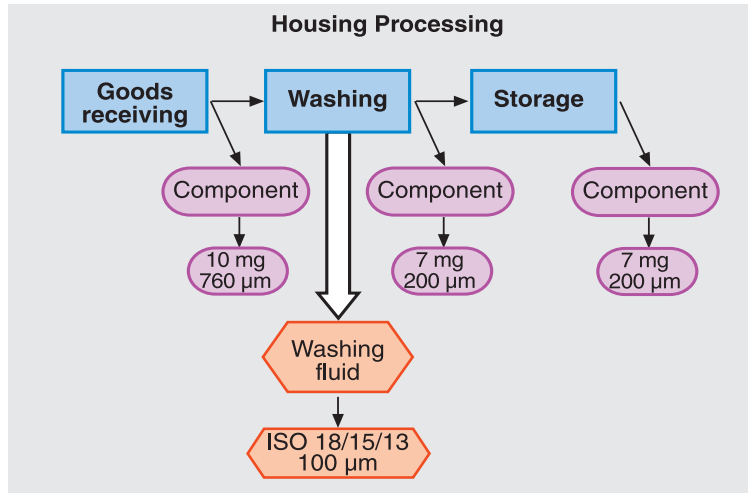 Housing Processing
Goods
receiving
Washing
Storage
Component
Component
Component
10 mg
760 µm
7 mg
200 µm
7 mg
200 µm
Washing
fluid
ISO 18/15/13
100 µm